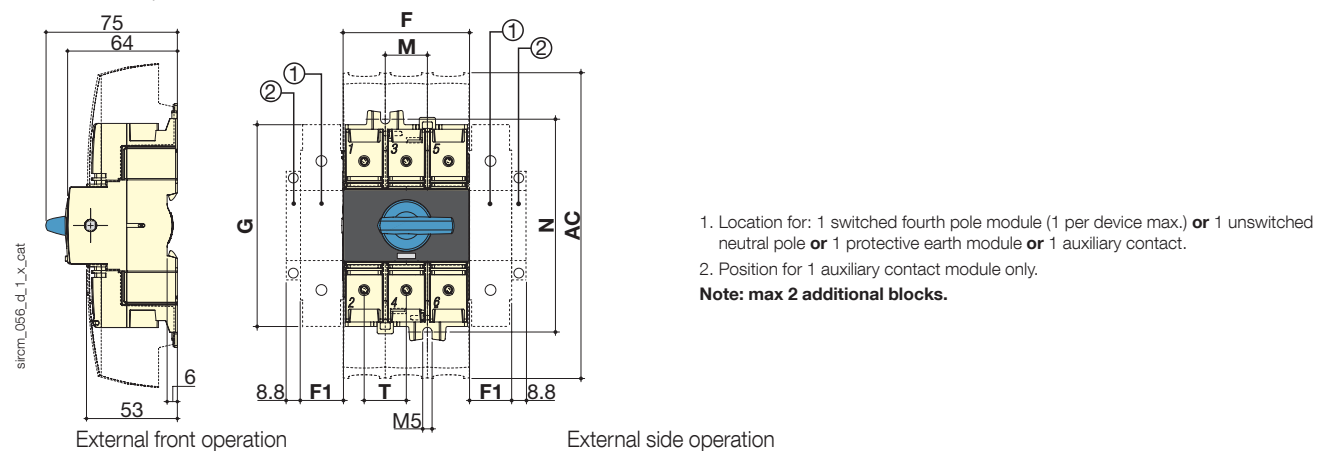 75
64
F
M
①
②
①
②
1
3
5
G
N
AC
2
4
6
sircm_056_d_1_x_cat
6
53
8.8
F1
T
F1
8.8
M5
1. Location for: 1 switched fourth pole module (1 per device max.) or 1 unswitched
neutral pole or 1 protective earth module or 1 auxiliary contact.
2. Position for 1 auxiliary contact module only.
Note: max 2 additional blocks.
External front operation
External side operation